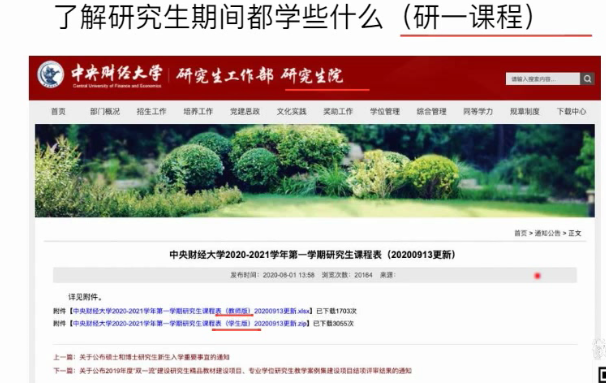 了解研究生期间都学些什么（研一课程）
中央财经大学 研究生工作部 研究生院
Central University of Finance and Economics
请输入搜索内容...
首页 部门概况 招生工作 培养工作 党建思政 文化实践 奖助工作 学位管理 综合管理 同等学力 规章制度 下载中心
首页 > 通知公告 > 正文
中央财经大学2020-2021学年第一学期研究生课程表（20200913更新）
发布时间：2020-08-01 13:58 浏览次数：20164 来源：
详见附件。
附件【中央财经大学2020-2021学年第一学期研究生课程表（教师版）20200913更新.xlsx】已下载1703次
附件【中央财经大学2020-2021学年第一学期研究生课程表（学生版）20200913更新.zip】已下载3055次
上一篇：关于公布硕士和博士研究生新生入学重要事宜的通知
下一篇：关于公布2019年度“双一流”建设研究生精品教材建设项目、专业学位研究生教学案例集建设项目结项评审结果的通知